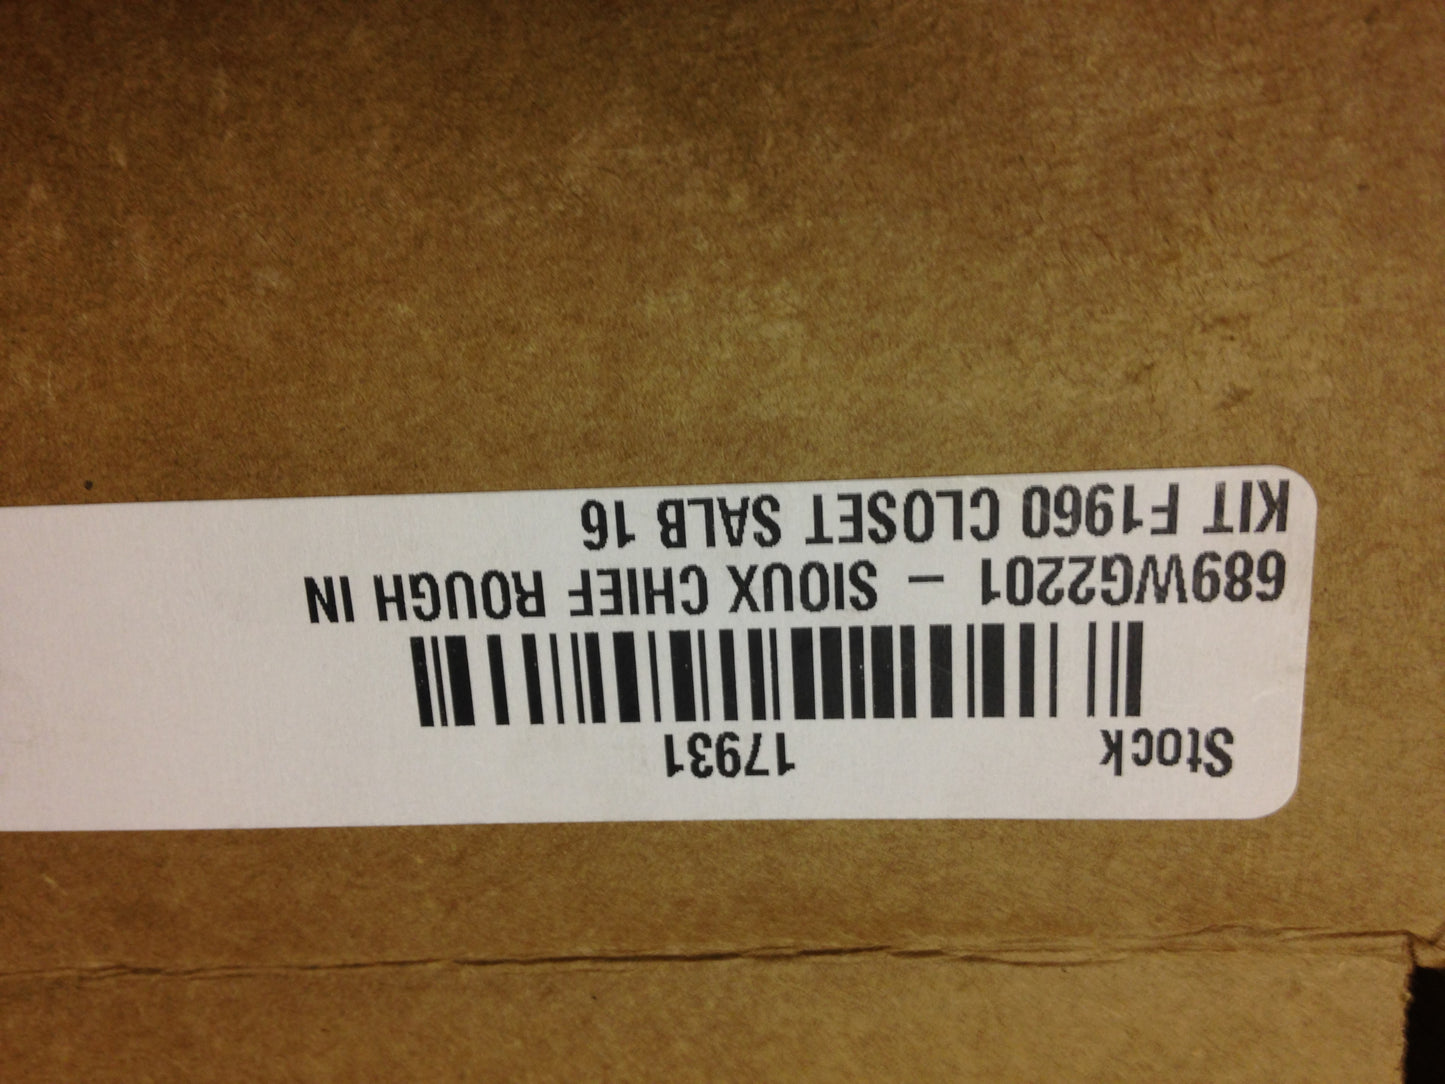 Stock 17931
689WG2201 - SIOUX CHIEF ROUGH IN
KIT F1960 CLOSET SALB 16